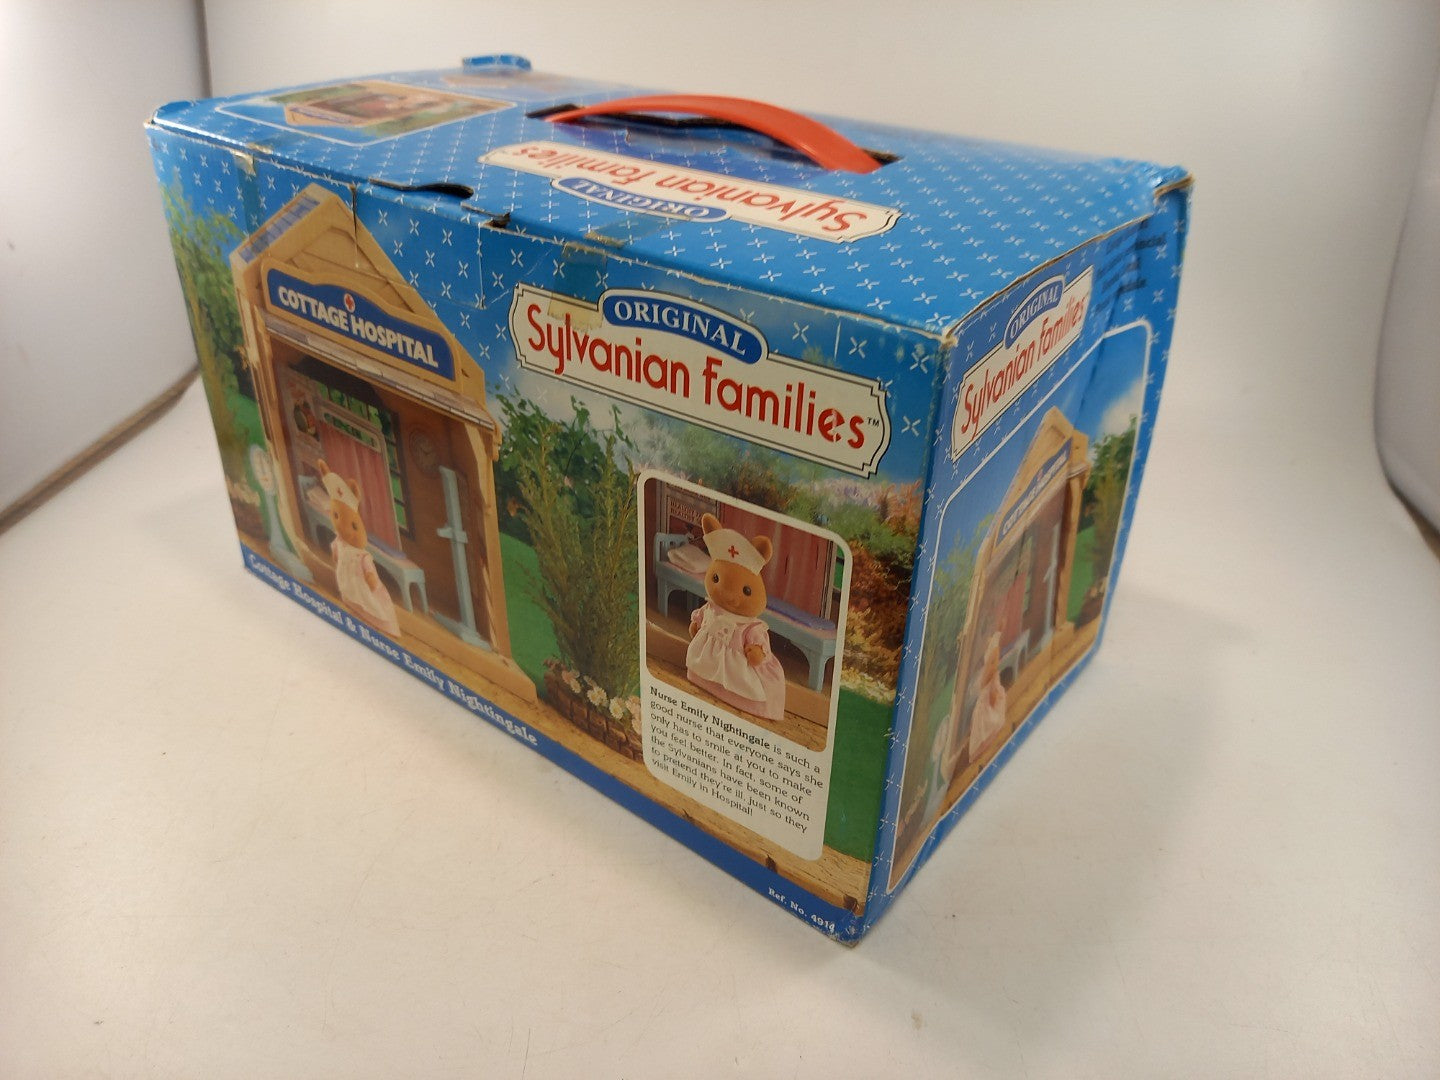 Sylvanian Families
ORIGINAL
COTTAGE HOSPITAL
ORIGINAL
Sylvanian Families™
Cottage Hospital & Nurse Emily Nightingale
Nurse Emily Nightingale is such a
good nurse that everyone says she
only has to smile at you to make
you feel better. In fact, some of
the Sylvanians have been known
to pretend they're ill, just so they
visit Emily in Hospital!
Ref. No. 4914
ORIGINAL
Sylvanian Families
COTTAGE HOSPITAL